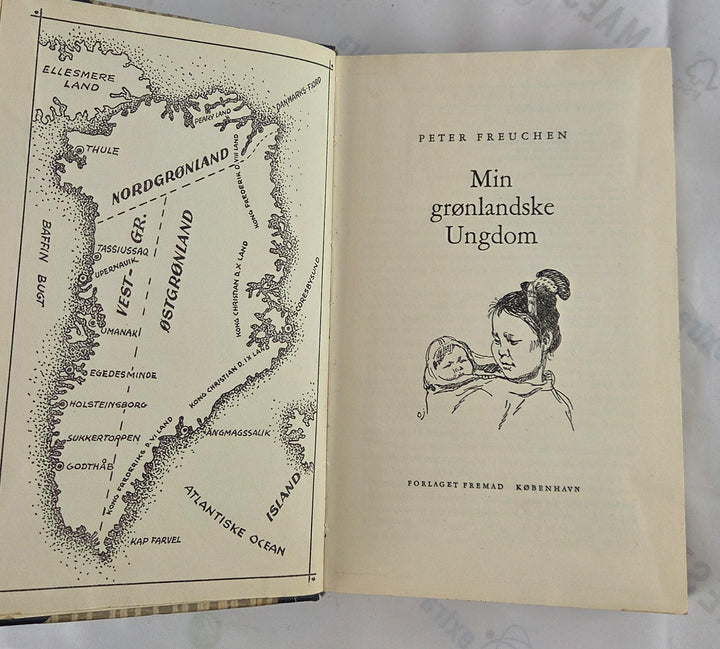 ELLESMERE
LAND
PEARY LAND
DANMARKS-FJORD
THULE
NORDGRØNLAND
KONG FREDERIK D. VIII LAND
BAFFIN BUGT
VEST-GR.
ØSTGRØNLAND
TASSIUSSAQ
UPERNAVIK
KONG CHRISTIAN D. X. LAND
SCORESBYSUND
UMANAK
EGEDESMINDE
KONG CHRISTIAN D. IX LAND
HOLSTEINSBORG
SUKKERTOPPEN
KONG FREDERIKS D. VI LAND
ANGMAGSSALIK
GODTHÅB
ATLANTISKE OCEAN
ISLAND
KAP FARVEL
PETER FREUCHEN
Min
grønlandske
Ungdom
FORLAGET FREMAD KØBENHAVN
extra